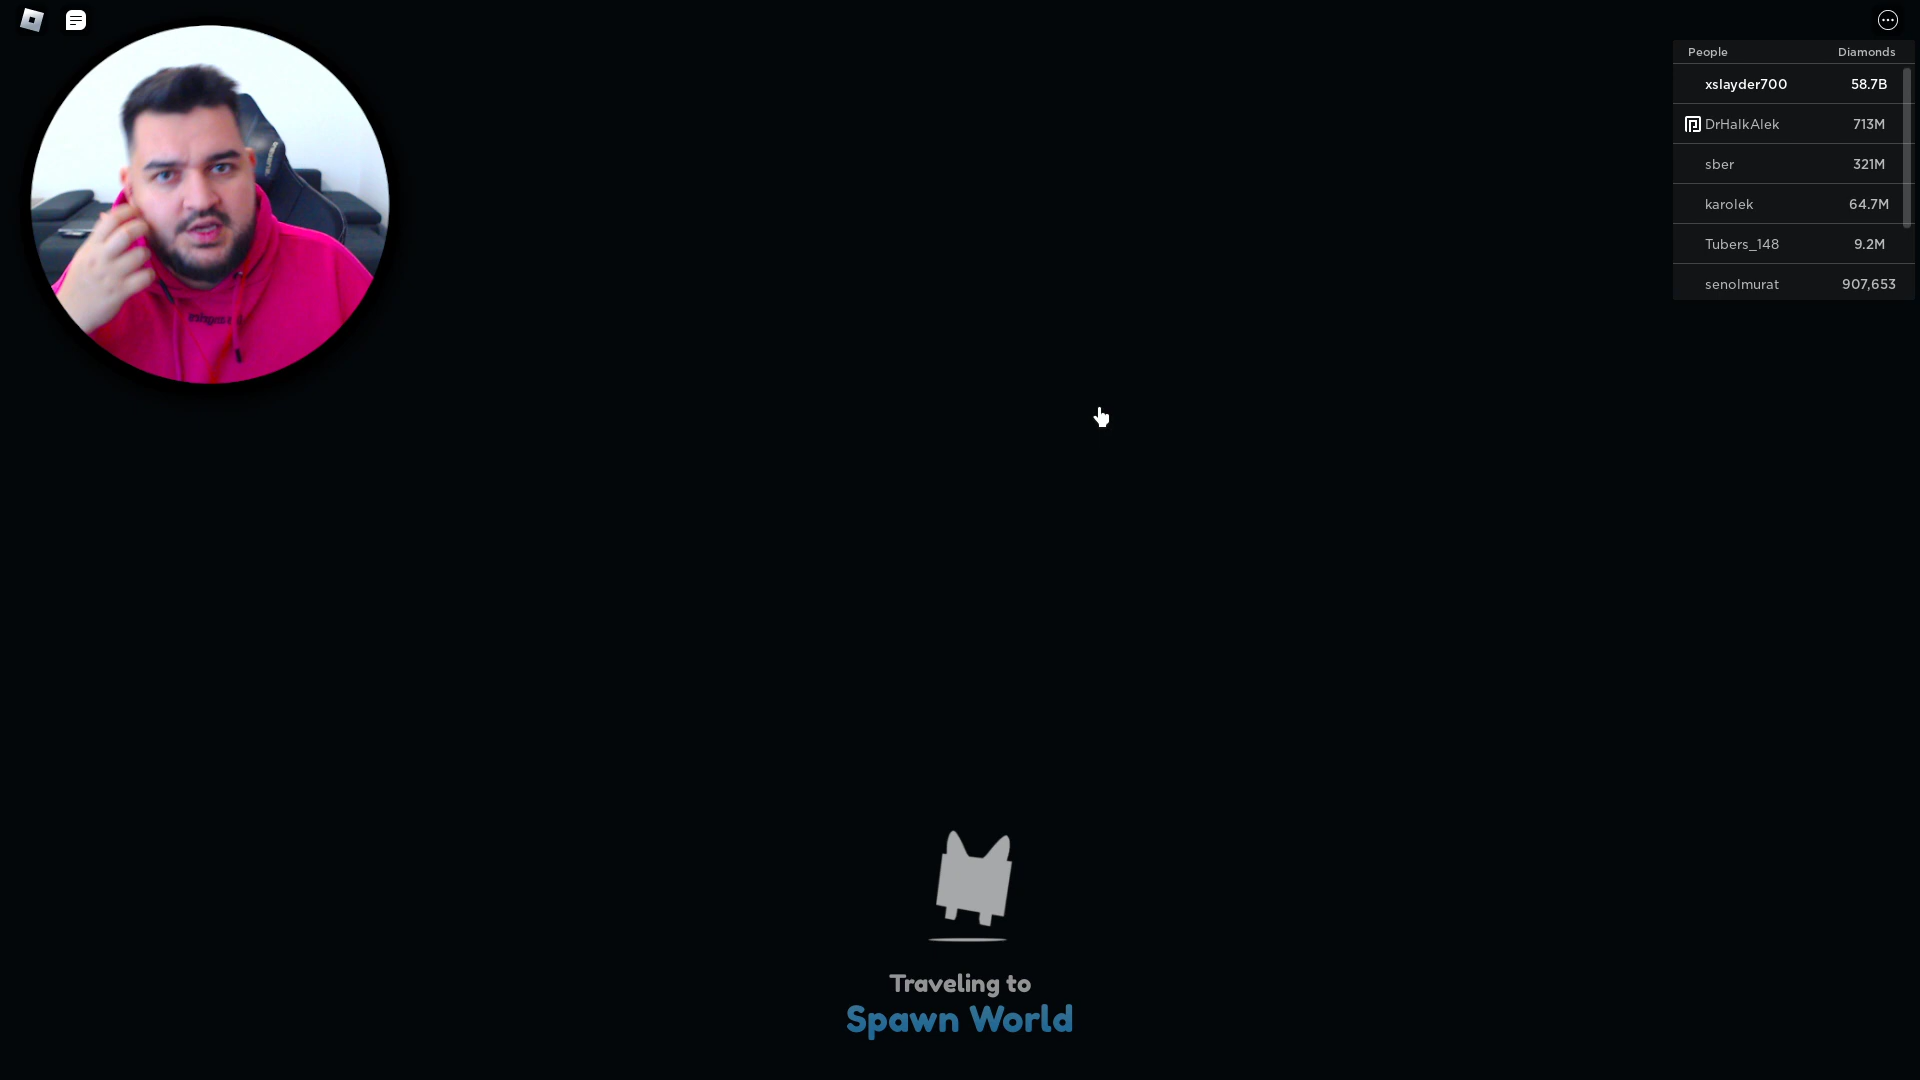 People Diamonds
xslayder700 58.7B
DrHalkAlek 713M
sber 321M
karolek 64.7M
Tubers_148 9.2M
senolmurat 907,653
Traveling to
Spawn World